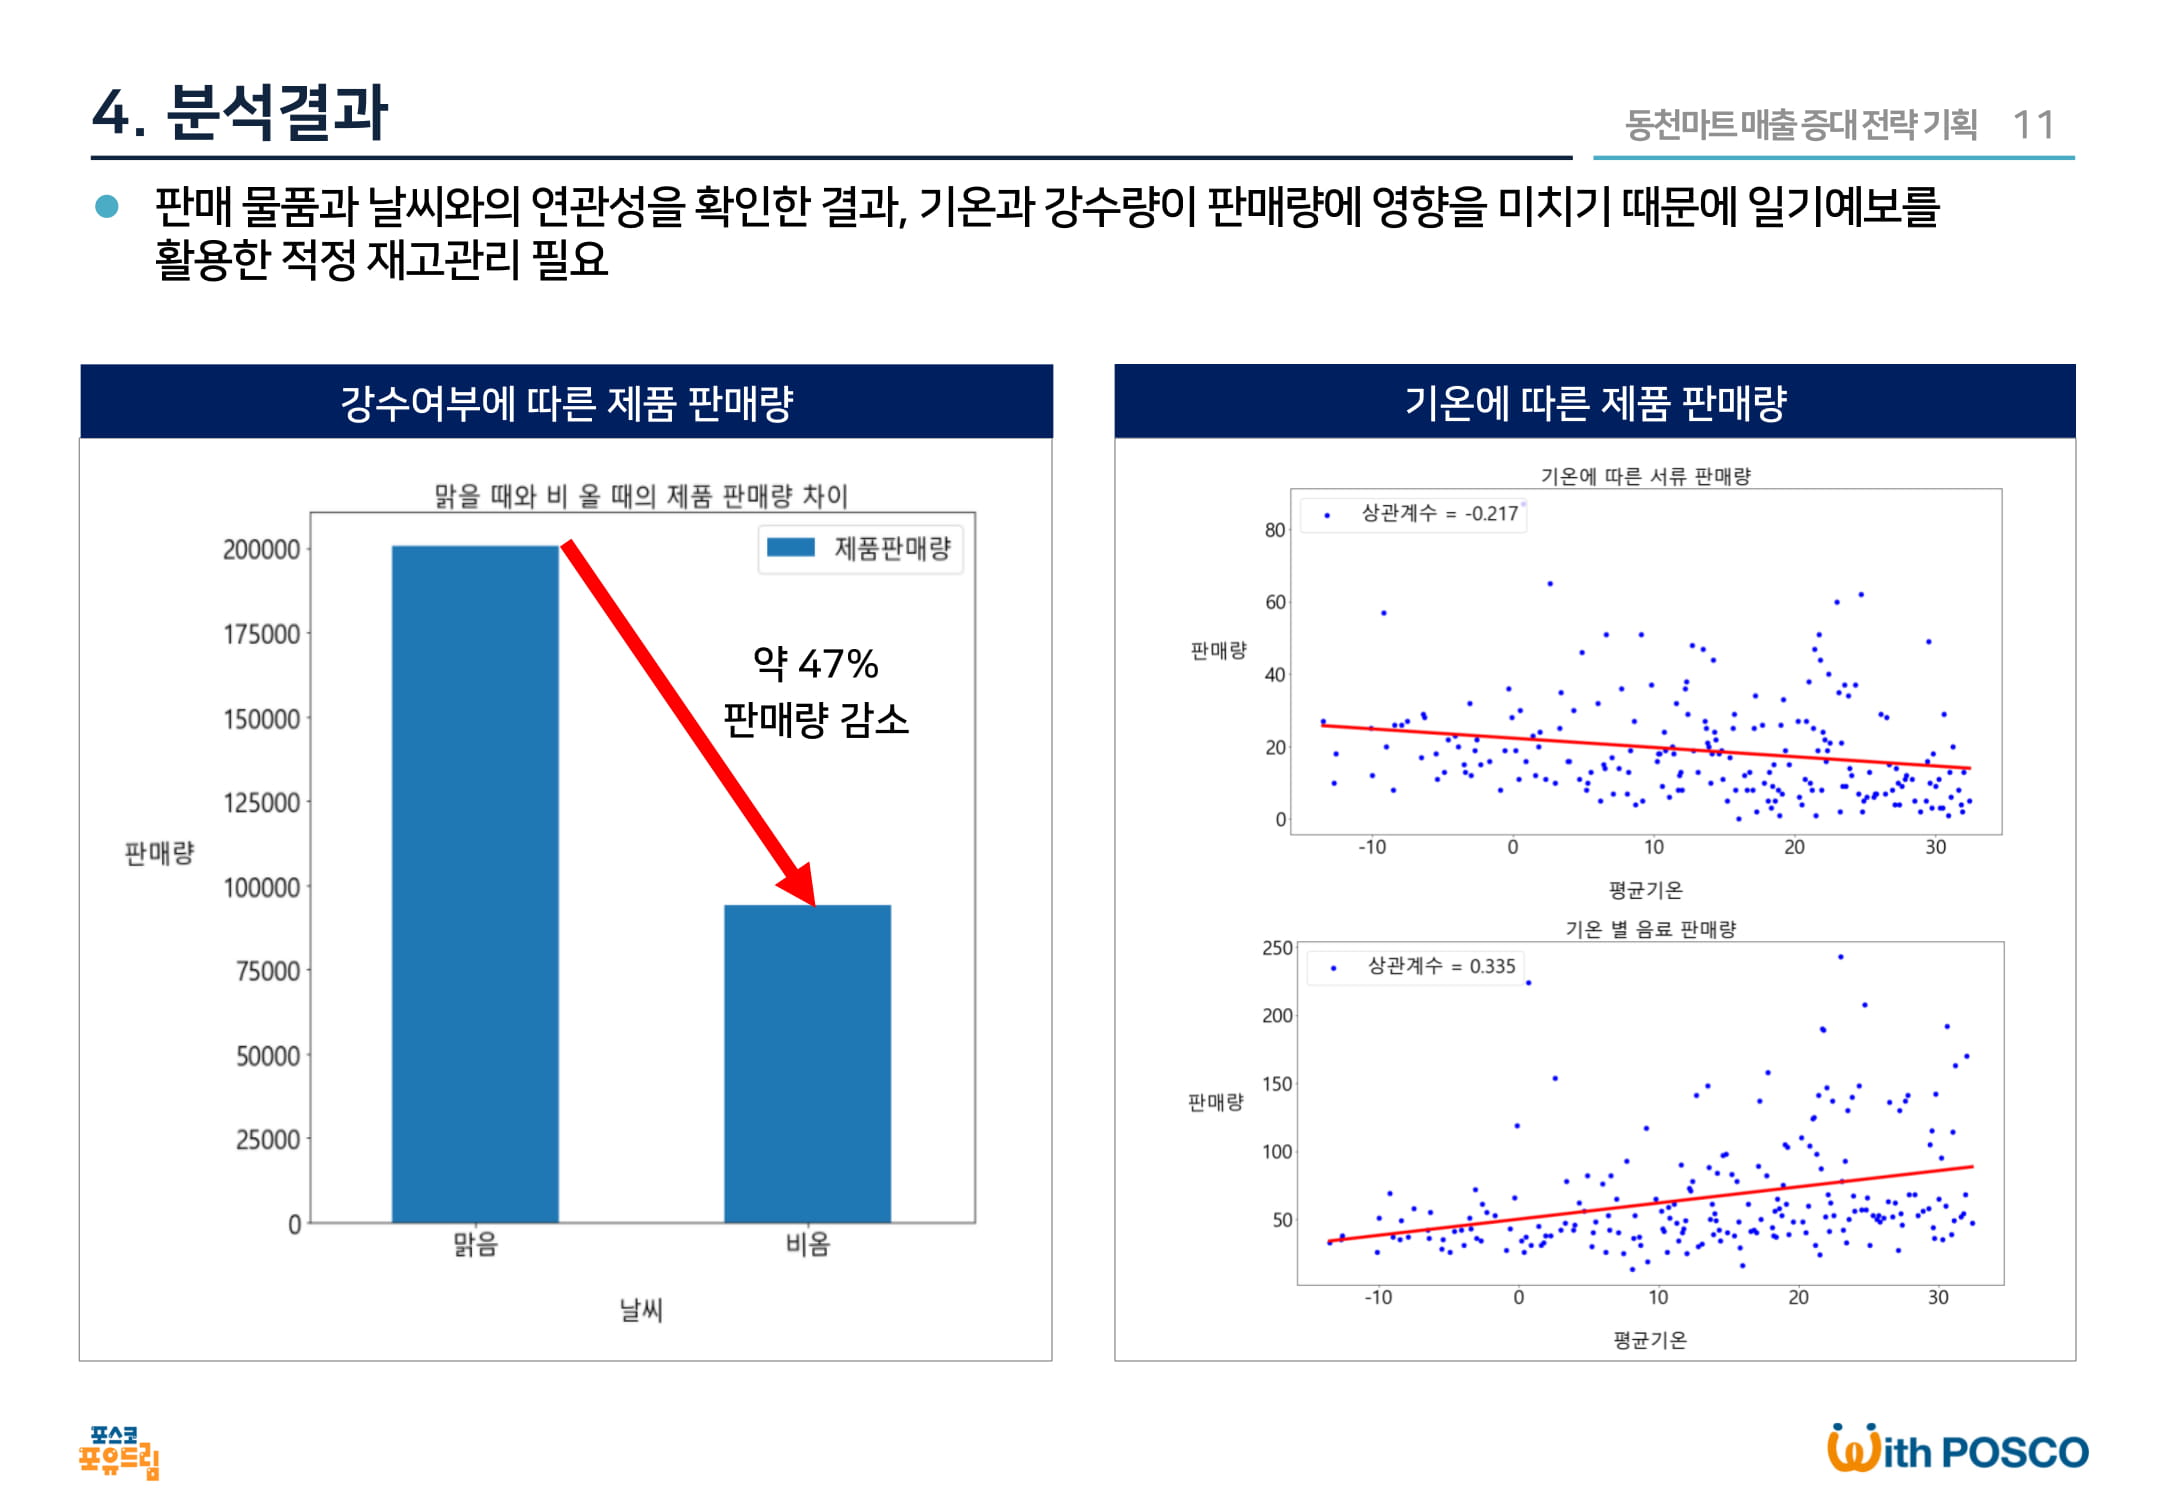 4. 분석결과
동천마트 매출 증대 전략 기획 11
판매 물품과 날씨와의 연관성을 확인한 결과, 기온과 강수량이 판매량에 영향을 미치기 때문에 일기예보를
활용한 적정 재고관리 필요
강수여부에 따른 제품 판매량
맑을 때와 비 올 때의 제품 판매량 차이
제품판매량
약 47%
판매량 감소
판매량
200000
175000
150000
125000
100000
75000
50000
25000
0
맑음 비옴
날씨
기온에 따른 제품 판매량
기온에 따른 서류 판매량
상관계수 = -0.217
판매량
80
60
40
20
0
-10 0 10 20 30
평균기온
기온 별 음료 판매량
상관계수 = 0.335
판매량
250
200
150
100
50
-10 0 10 20 30
평균기온
포스코
포유드림
With POSCO